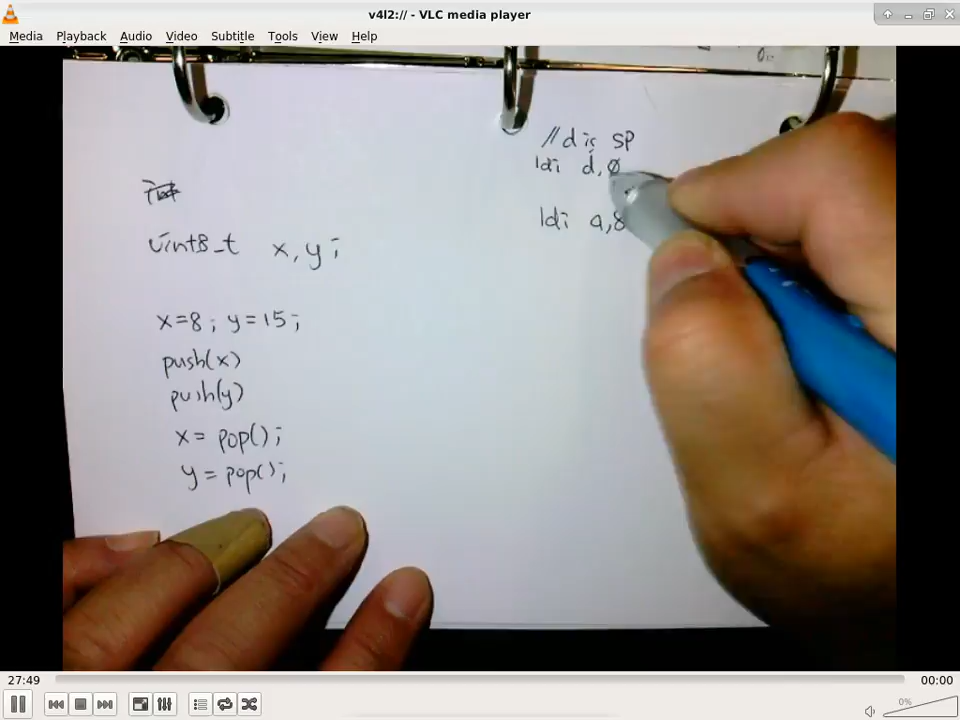 v4l2:// - VLC media player
Media Playback Audio Video Subtitle Tools View Help
uint8_t x, y;
x=8; y=15;
push(x)
push(y)
x= pop();
y= pop();
//d is SP
ldi d,0
ldi a,8
27:49
00:00
0%